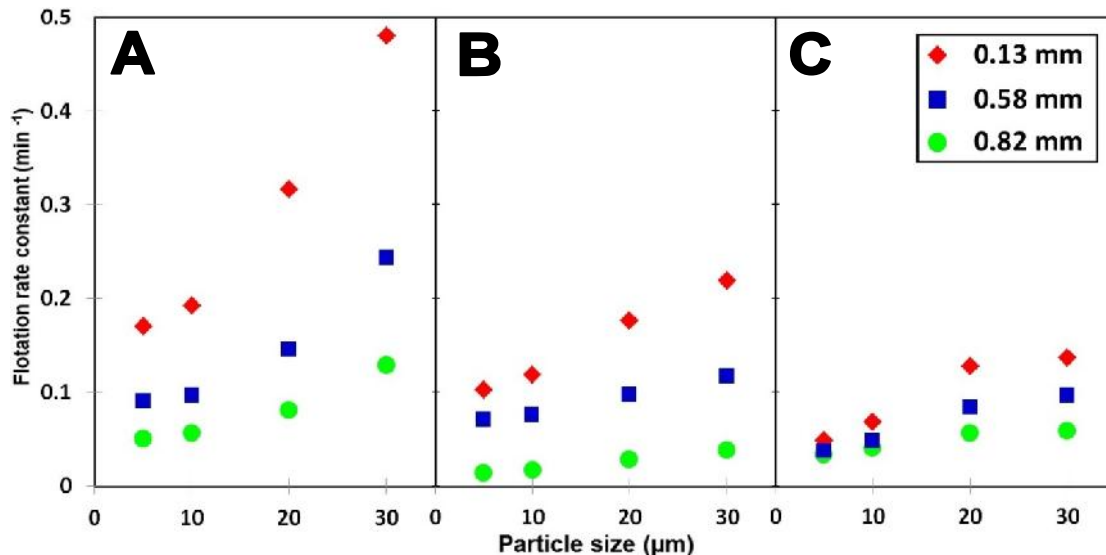 A
B
C
0.13 mm
0.58 mm
0.82 mm
Flotation rate constant (min ⁻¹)
0.5
0.4
0.3
0.2
0.1
0
0 10 20 30 0 10 20 30 0 10 20 30
Particle size (µm)